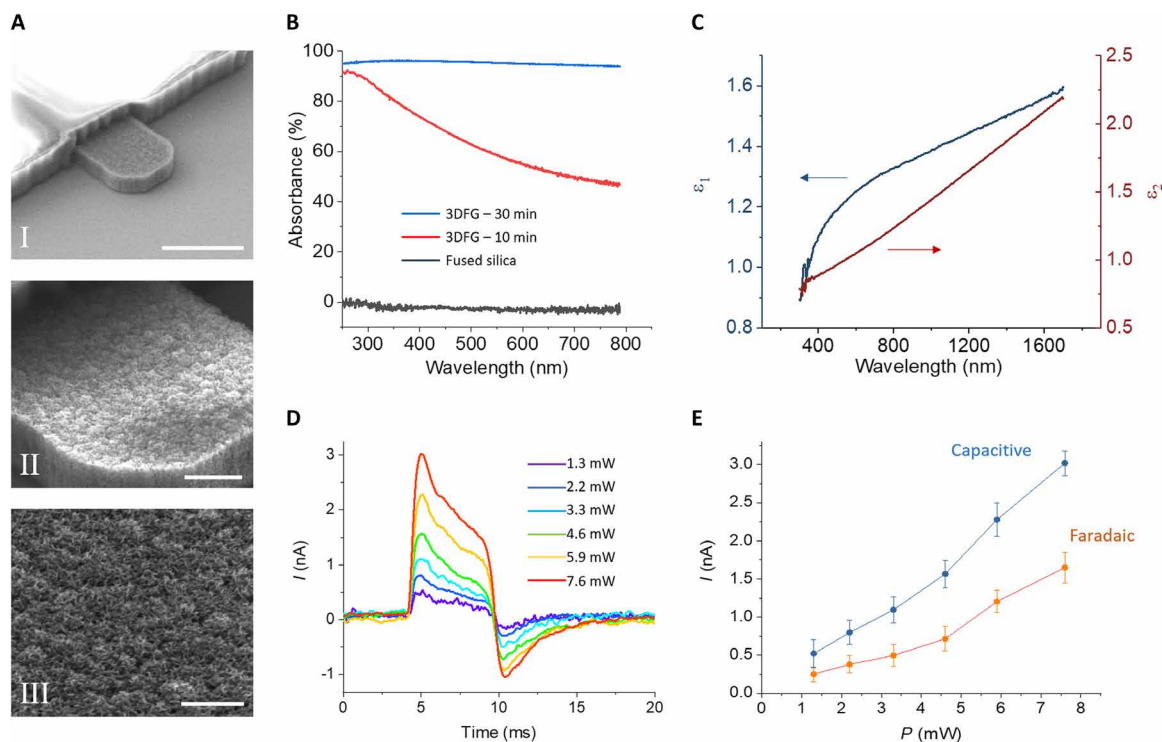 A
I
II
III
B
Absorbance (%)
100
80
60
40
20
0
3DFG – 30 min
3DFG – 10 min
Fused silica
300 400 500 600 700 800
Wavelength (nm)
C
ε1
1.6
1.4
1.2
1.0
0.8
2.5
2.0
1.5
1.0
0.5
ε2
400 800 1200 1600
Wavelength (nm)
D
I (nA)
3
2
1
0
-1
1.3 mW
2.2 mW
3.3 mW
4.6 mW
5.9 mW
7.6 mW
0 5 10 15 20
Time (ms)
E
I (nA)
3.0
2.5
2.0
1.5
1.0
0.5
0.0
Capacitive
Faradaic
0 1 2 3 4 5 6 7 8
P (mW)